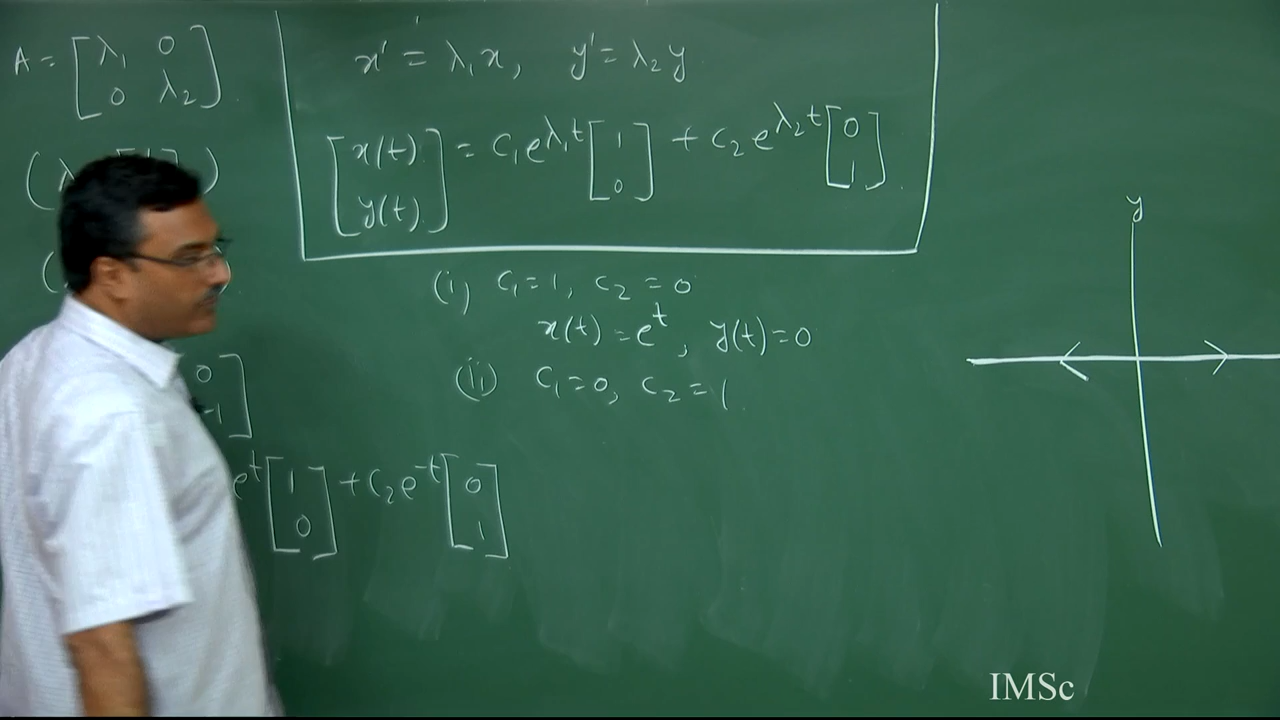 A = [λ₁ 0
0 λ₂]
(λ
(
x' = λ₁x, y' = λ₂y
[x(t)
y(t)] = c₁e^{λ₁t} [1
0] + c₂e^{λ₂t} [0
1]
(i) c₁=1, c₂=0
x(t) = e^t, y(t)=0
(ii) c₁=0, c₂=1
0
-1]
e^t [1
0] + c₂e^{-t} [0
1]
y
IMSc